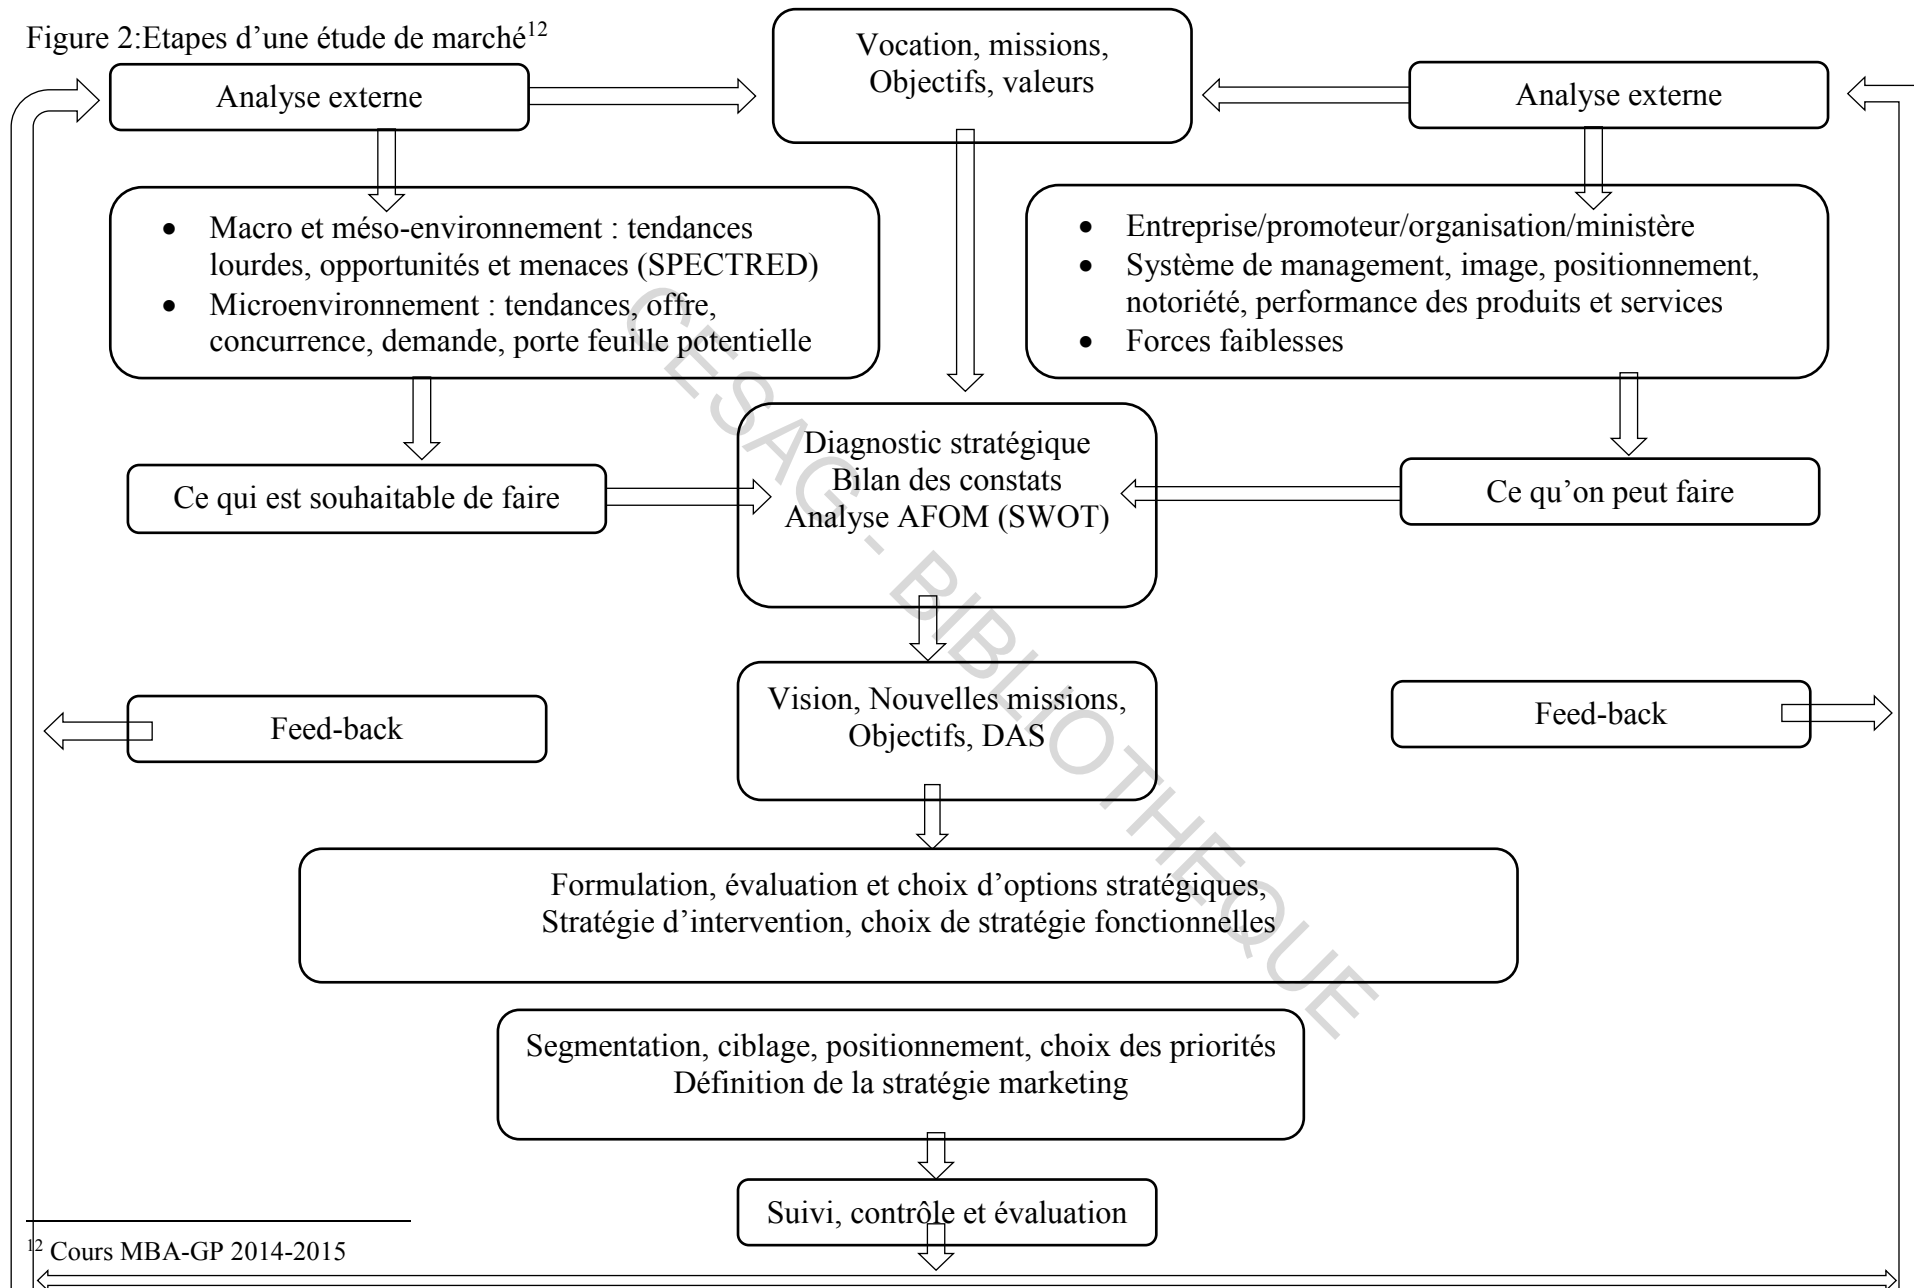 Figure 2:Etapes d’une étude de marché12
Vocation, missions,
Objectifs, valeurs
Analyse externe
Analyse externe
• Macro et méso-environnement : tendances
lourdes, opportunités et menaces (SPECTRED)
• Microenvironnement : tendances, offre,
concurrence, demande, porte feuille potentielle
• Entreprise/promoteur/organisation/ministère
• Système de management, image, positionnement,
notoriété, performance des produits et services
• Forces faiblesses
Ce qui est souhaitable de faire
Diagnostic stratégique
Bilan des constats
Analyse AFOM (SWOT)
Ce qu’on peut faire
Feed-back
Vision, Nouvelles missions,
Objectifs, DAS
Feed-back
Formulation, évaluation et choix d’options stratégiques,
Stratégie d’intervention, choix de stratégie fonctionnelles
Segmentation, ciblage, positionnement, choix des priorités
Définition de la stratégie marketing
Suivi, contrôle et évaluation
12 Cours MBA-GP 2014-2015
CESAG - BIBLIOTHEQUE